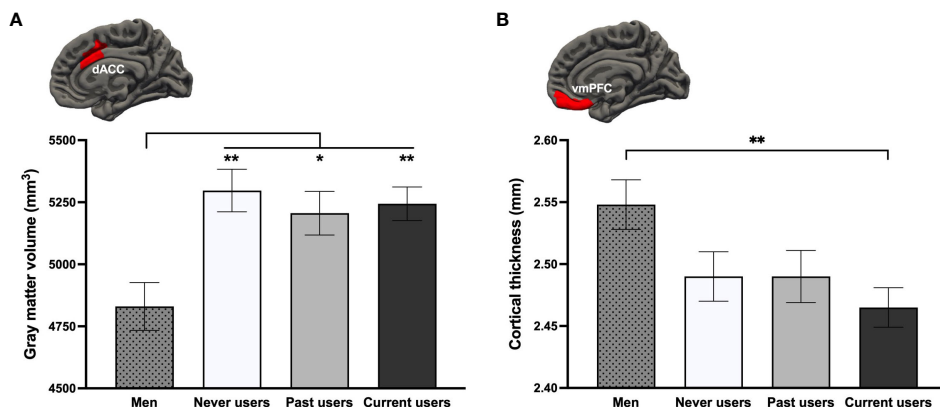 A
dACC
Gray matter volume (mm³)
5500
5250
5000
4750
4500
** * **
Men Never users Past users Current users
B
vmPFC
Cortical thickness (mm)
2.60
2.55
2.50
2.45
2.40
**
Men Never users Past users Current users